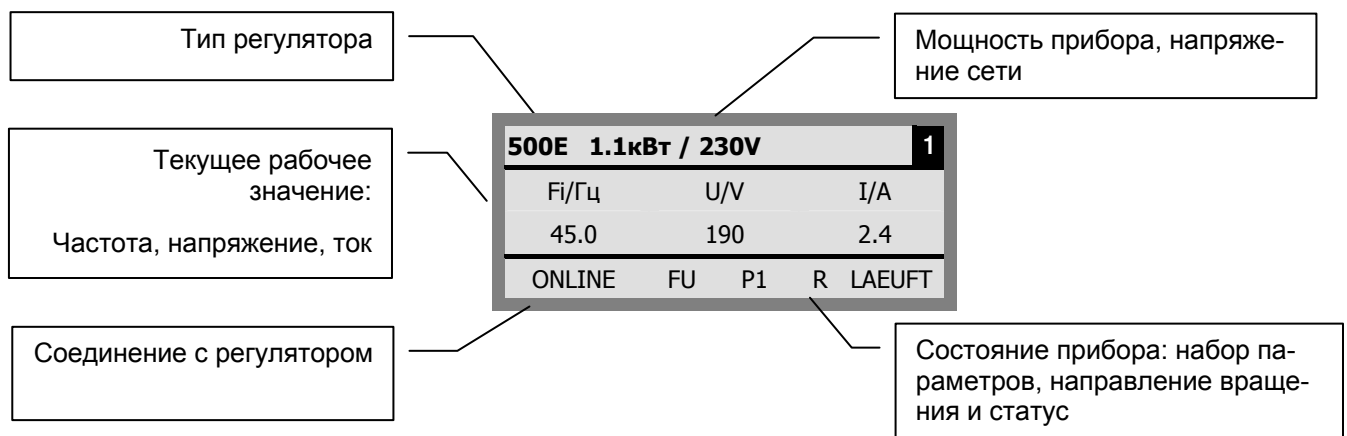 Тип регулятора
Мощность прибора, напряже-
ние сети
500E 1.1кВт / 230V 1
Текущее рабочее
значение:
Частота, напряжение, ток
Fi/Гц U/V I/A
45.0 190 2.4
ONLINE FU P1 R LAEUFT
Соединение с регулятором
Состояние прибора: набор па-
раметров, направление враще-
ния и статус